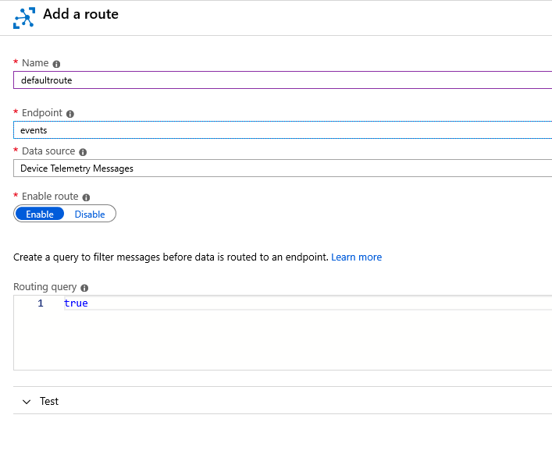 Add a route
* Name
defaultroute
* Endpoint
events
* Data source
Device Telemetry Messages
* Enable route
Enable Disable
Create a query to filter messages before data is routed to an endpoint. Learn more
Routing query
1 true
Test